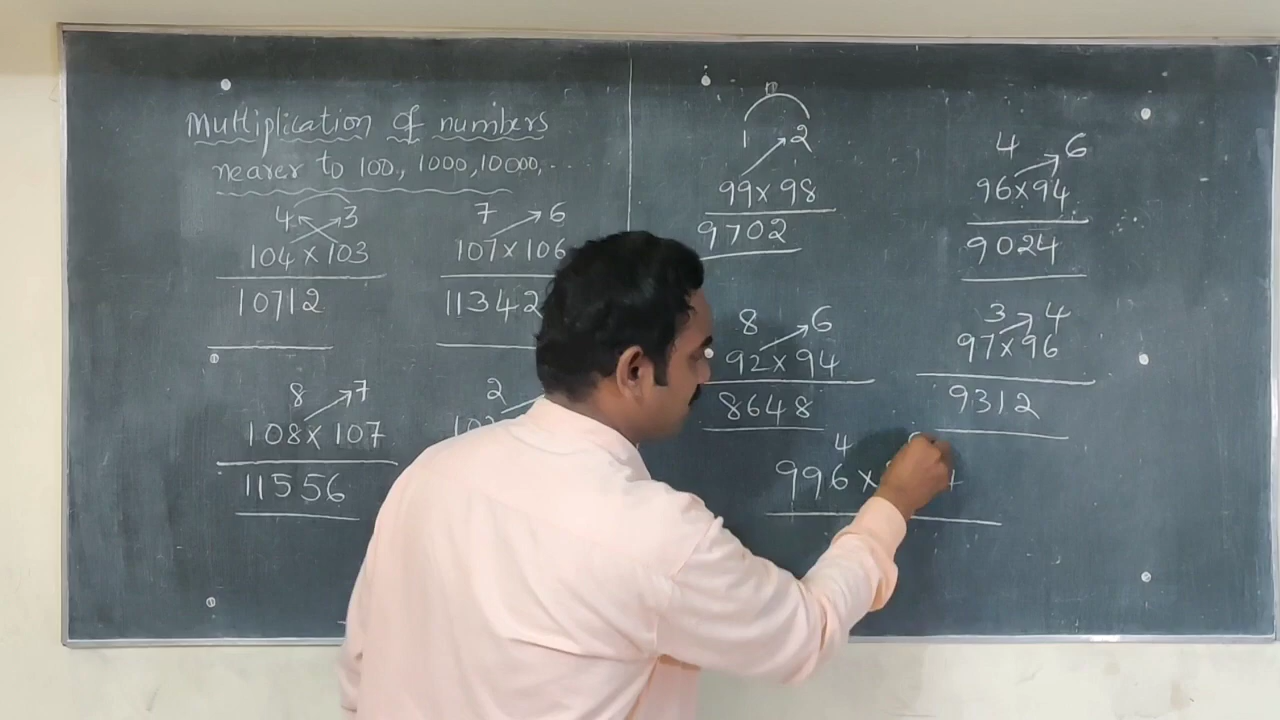 Multiplication of numbers
nearer to 100, 1000, 10000, ...
4 3
104 x 103
10712
7 6
107 x 106
11342
8 7
108 x 107
11556
2
1 2
99 x 98
9702
4 6
96 x 94
9024
8 6
92 x 94
8648
3 4
97 x 96
9312
4
996 x